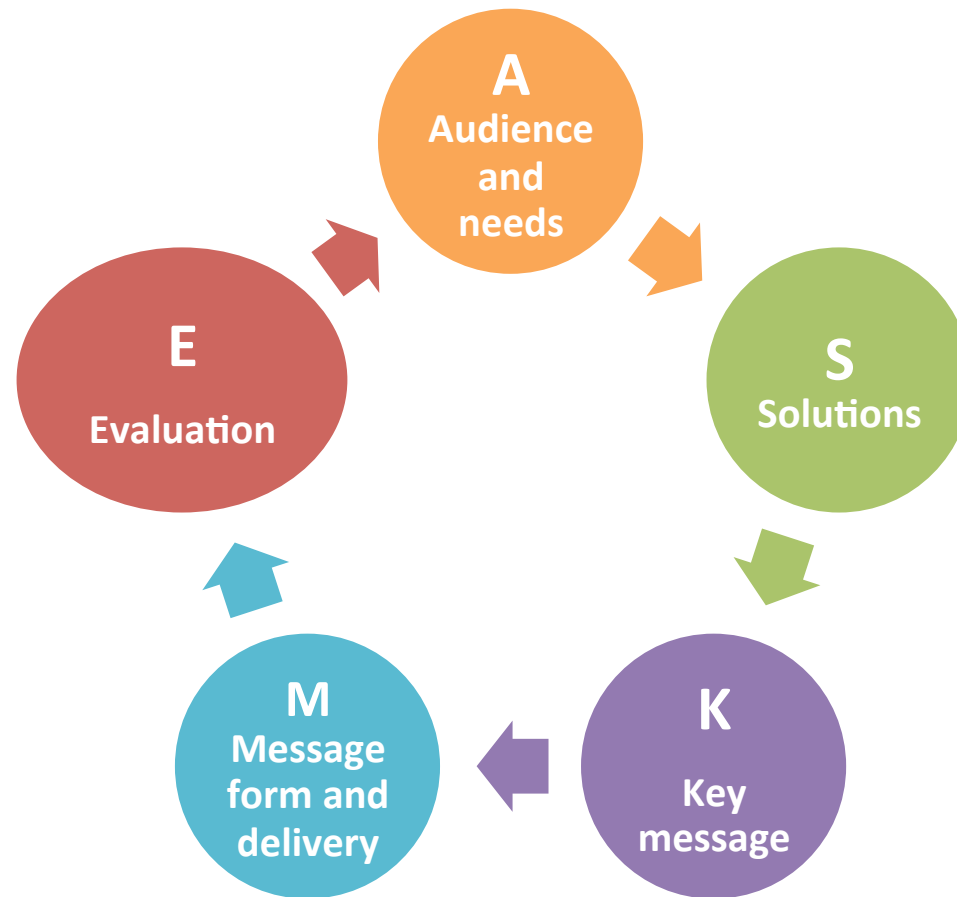 A
Audience
and
needs
S
Solutions
K
Key
message
M
Message
form and
delivery
E
Evaluation